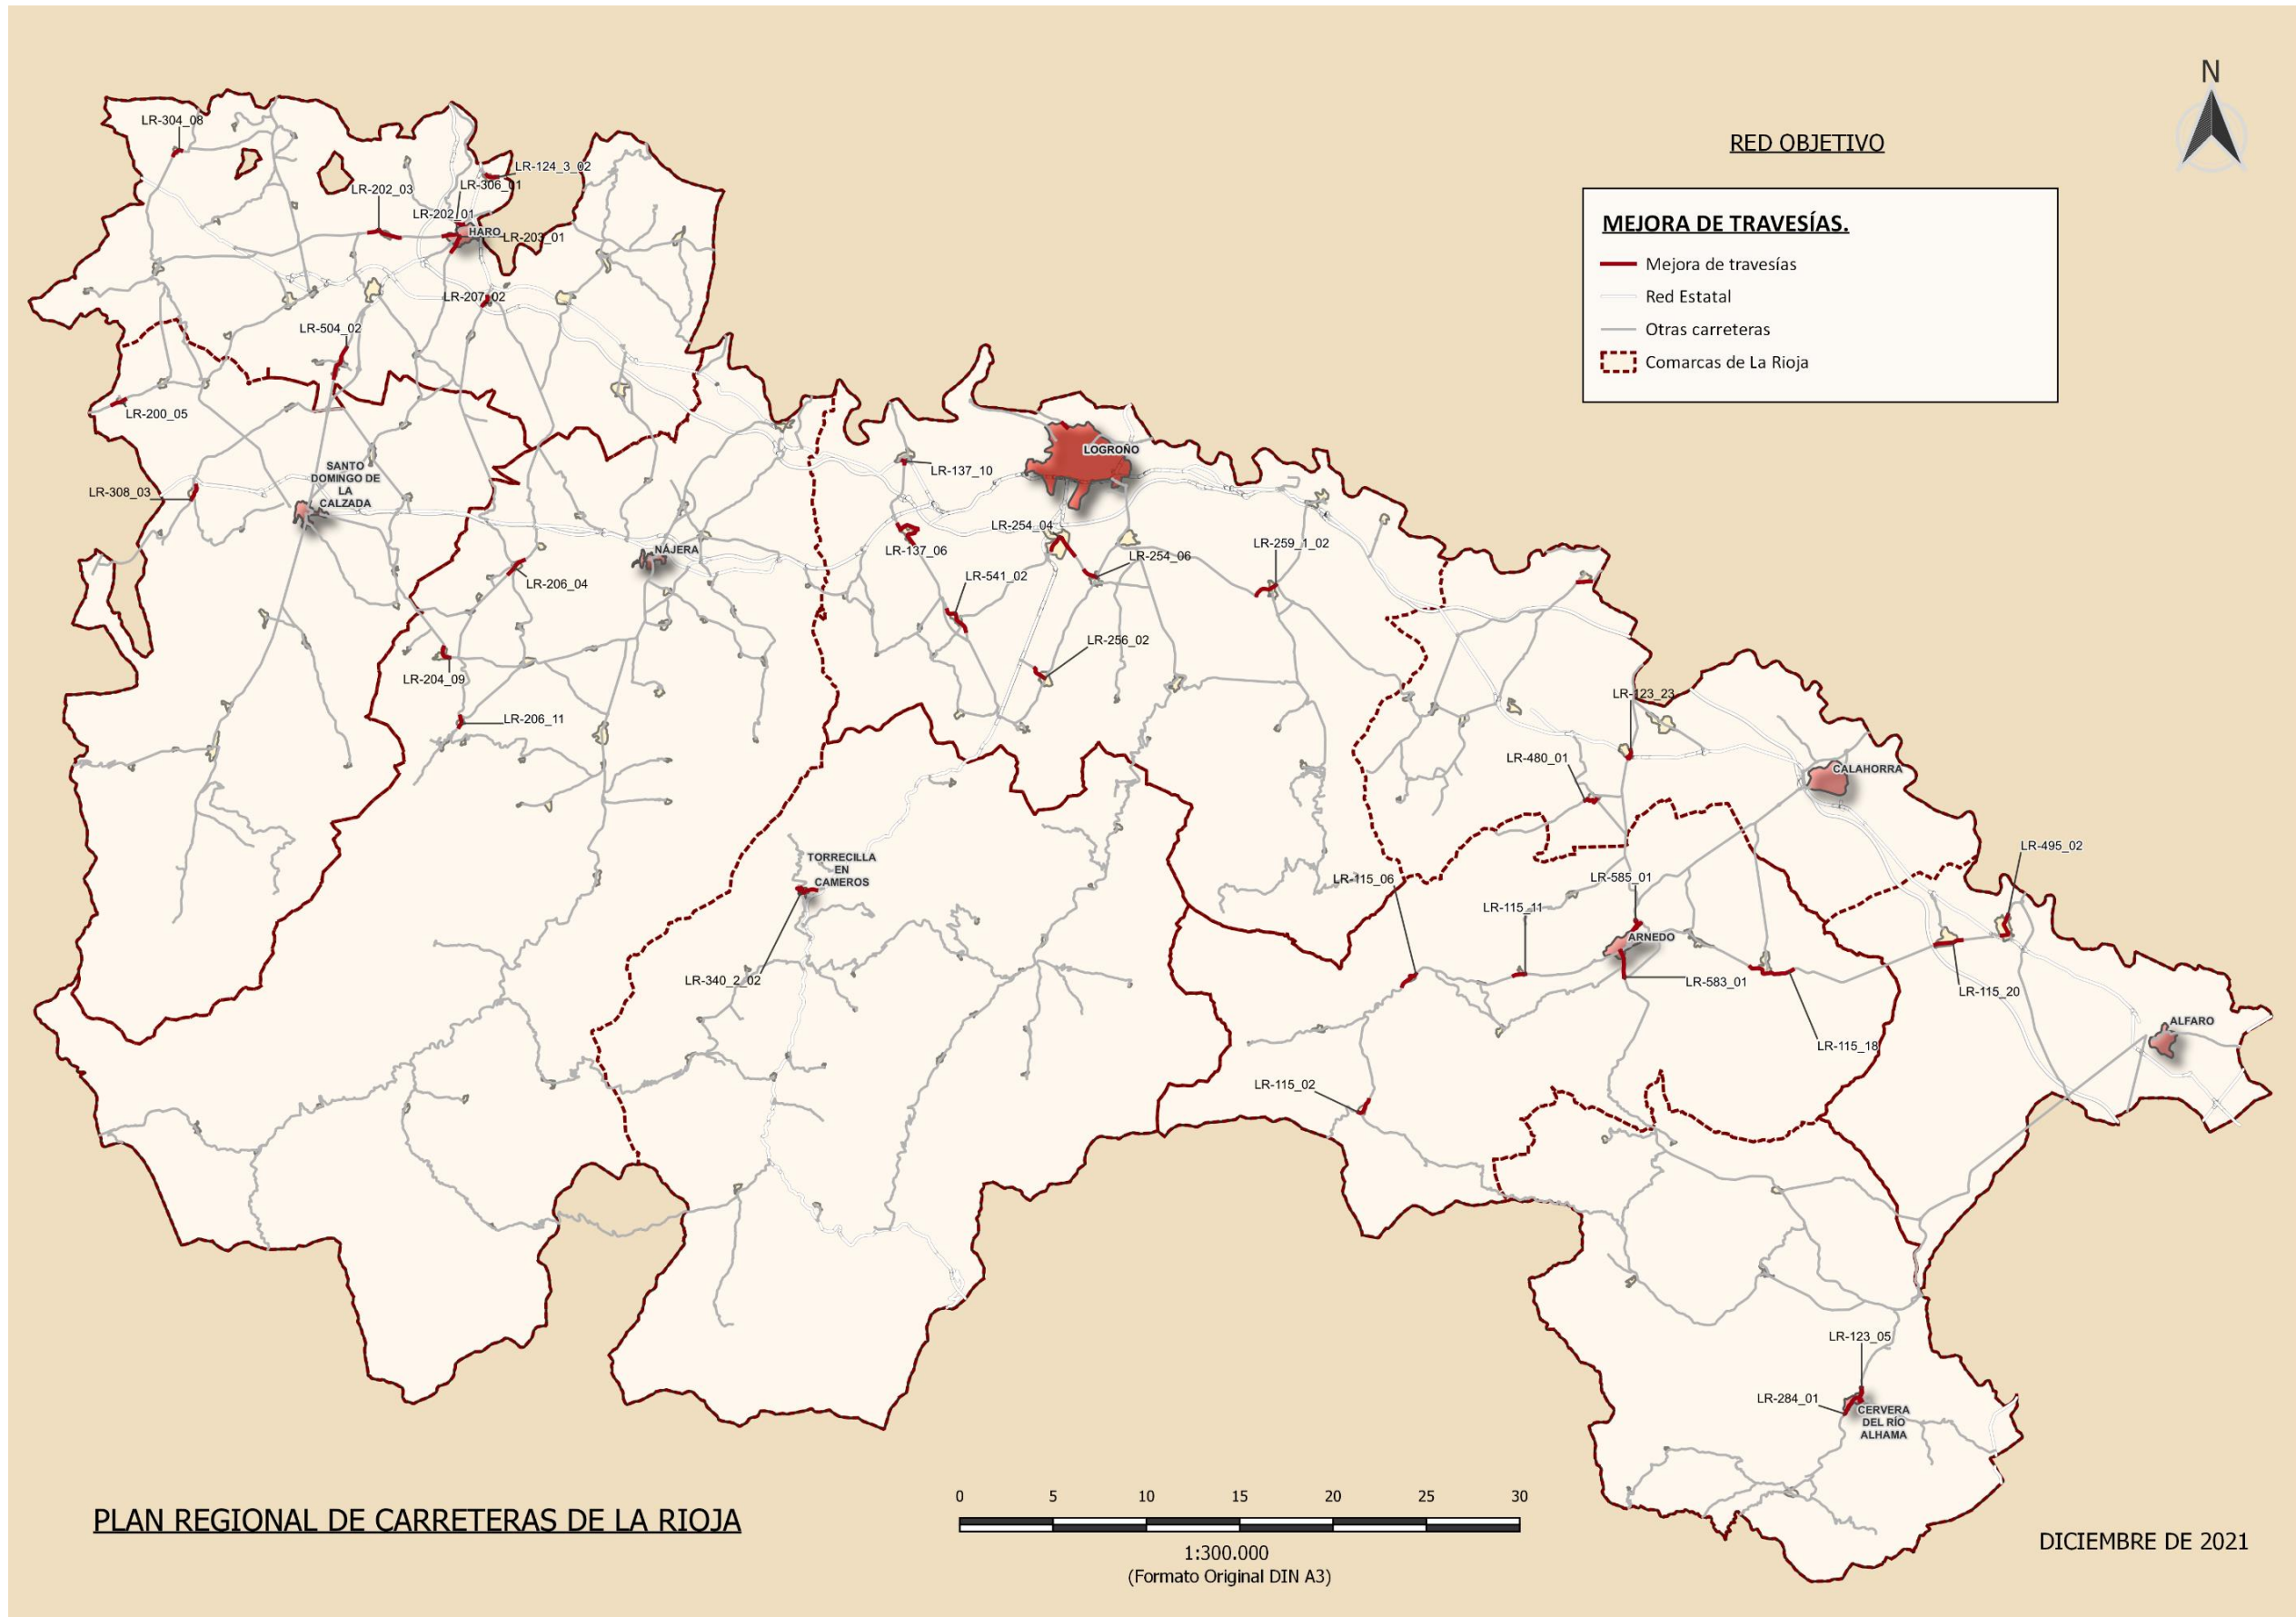 N
RED OBJETIVO
MEJORA DE TRAVESÍAS.
Mejora de travesías
Red Estatal
Otras carreteras
Comarcas de La Rioja
LR-304_08
LR-124_3_02
LR-306_01
LR-202_03
LR-202_01
HARO
LR-203_01
LR-207_02
LR-504_02
LR-200_05
SANTO
DOMINGO DE
LA
CALZADA
LR-308_03
LOGROÑO
LR-137_10
LR-254_04
LR-137_06
NÁJERA
LR-254_06
LR-259_1_02
LR-206_04
LR-541_02
LR-256_02
LR-204_09
LR-206_11
LR-123_23
LR-480_01
CALAHORRA
LR-495_02
TORRECILLA
EN
CAMEROS
LR-115_06
LR-585_01
LR-115_11
ARNEDO
LR-340_2_02
LR-583_01
LR-115_20
ALFARO
LR-115_18
LR-115_02
LR-123_05
LR-284_01
CERVERA
DEL RÍO
ALHAMA
PLAN REGIONAL DE CARRETERAS DE LA RIOJA
0 5 10 15 20 25 30
1:300.000
(Formato Original DIN A3)
DICIEMBRE DE 2021